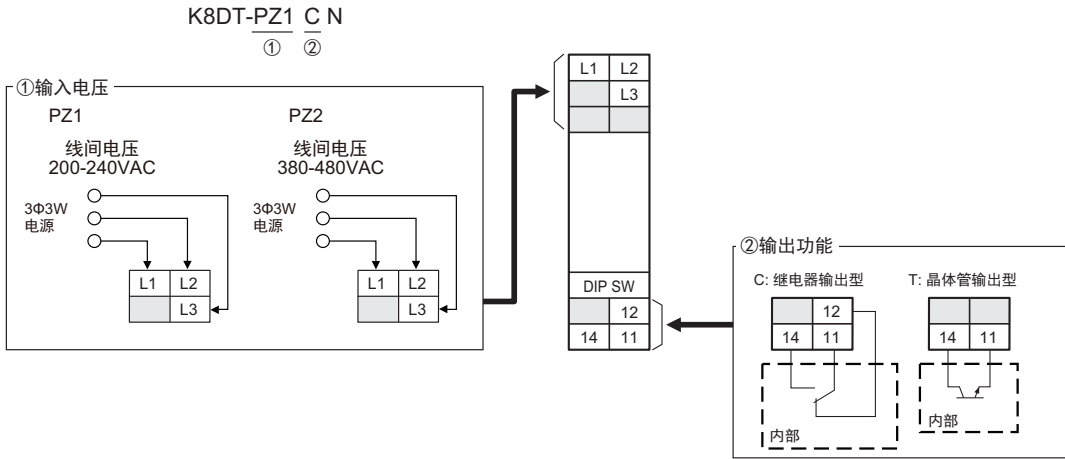 K8DT-PZ1 C N
① ②
①输入电压
PZ1
线间电压
200-240VAC
3Φ3W
电源
L1 L2
L3
PZ2
线间电压
380-480VAC
3Φ3W
电源
L1 L2
L3
L1 L2
L3
DIP SW
12
14 11
②输出功能
C: 继电器输出型
12
14 11
内部
T: 晶体管输出型
14 11
内部